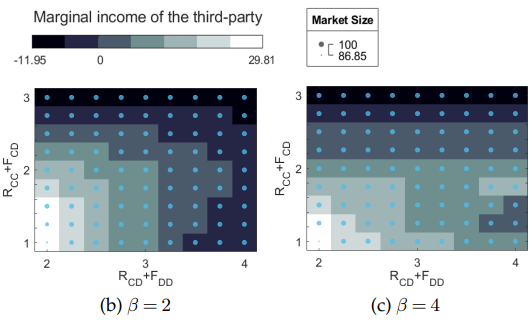 Marginal income of the third-party
-11.95 0 29.81
Market Size
100
86.85
3
2
1
R_CC+F_CD
2 3 4
R_CD+F_DD
(b) β = 2
3
2
1
R_CC+F_CD
2 3 4
R_CD+F_DD
(c) β = 4